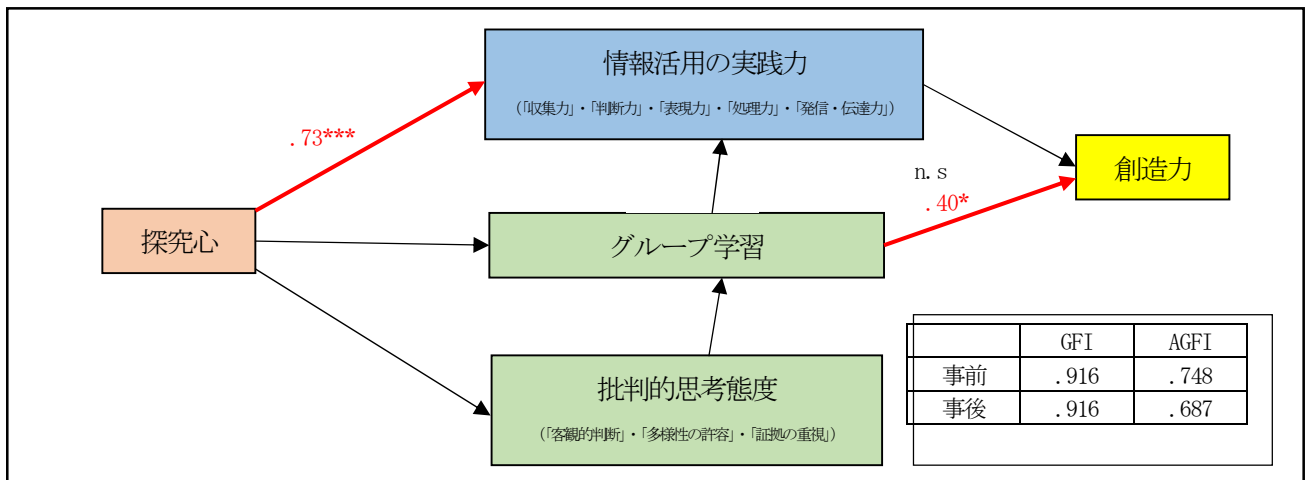 情報活用の実践力
(「収集力」・「判断力」・「表現力」・「処理力」・「発信・伝達力」)
.73***
n.s
.40*
創造力
探究心
グループ学習
批判的思考態度
(「客観的判断」・「多様性の許容」・「証拠の重視」)
GFI AGFI
事前 .916 .748
事後 .916 .687